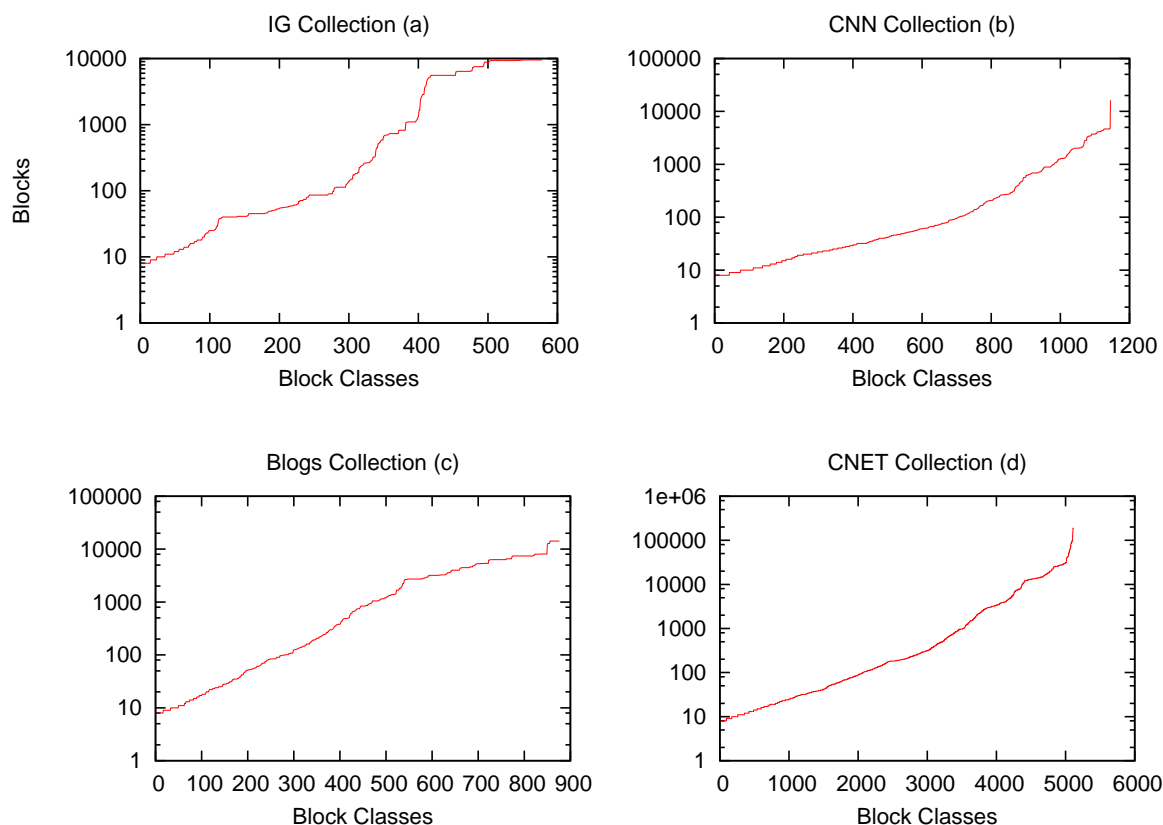 IG Collection (a)
10000
1000
100
10
1
Blocks
0 100 200 300 400 500 600
Block Classes
CNN Collection (b)
100000
10000
1000
100
10
1
0 200 400 600 800 1000 1200
Block Classes
Blogs Collection (c)
100000
10000
1000
100
10
1
0 100 200 300 400 500 600 700 800 900
Block Classes
CNET Collection (d)
1e+06
100000
10000
1000
100
10
1
0 1000 2000 3000 4000 5000 6000
Block Classes